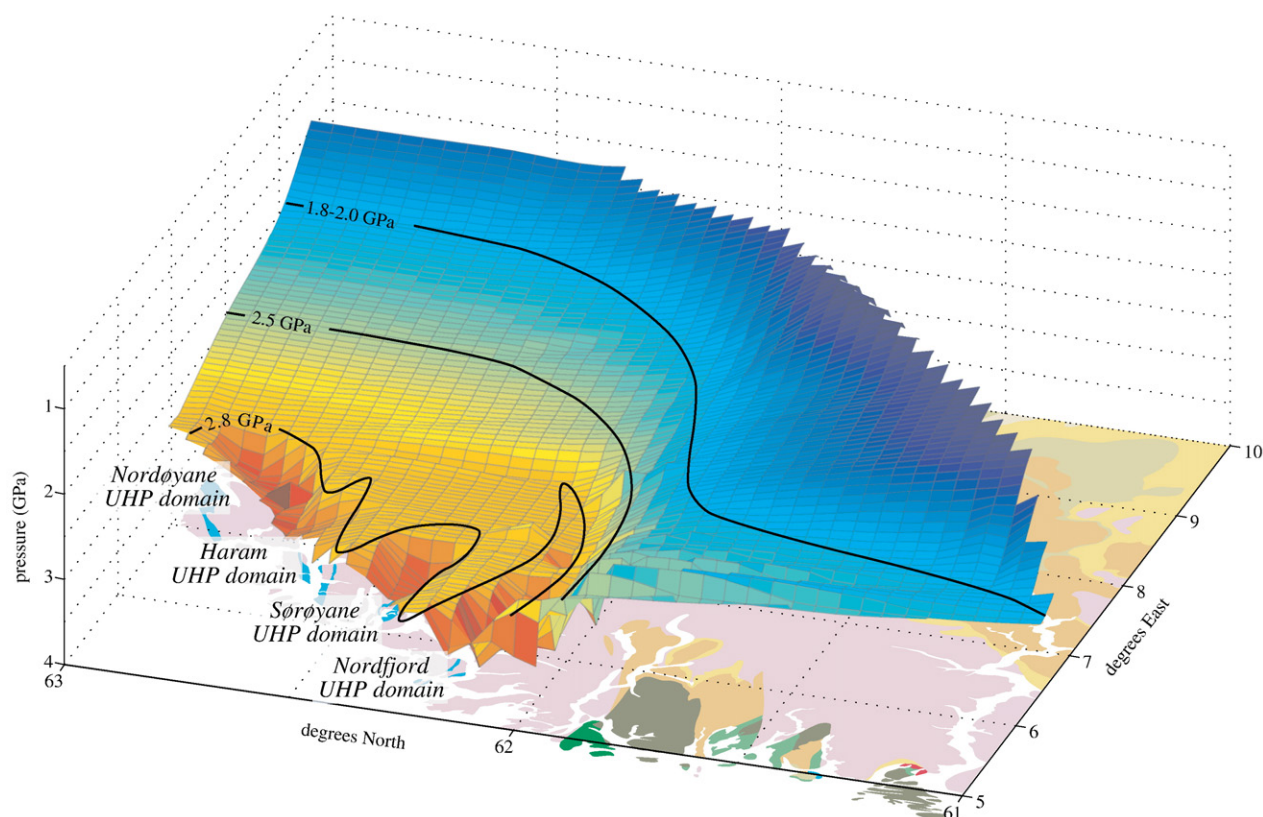 1.8-2.0 GPa
2.5 GPa
2.8 GPa
1
2
3
4
pressure (GPa)
Nordøyane
UHP domain
Haram
UHP domain
Sørøyane
UHP domain
Nordfjord
UHP domain
63
62
61
degrees North
5
6
7
8
9
10
degrees East